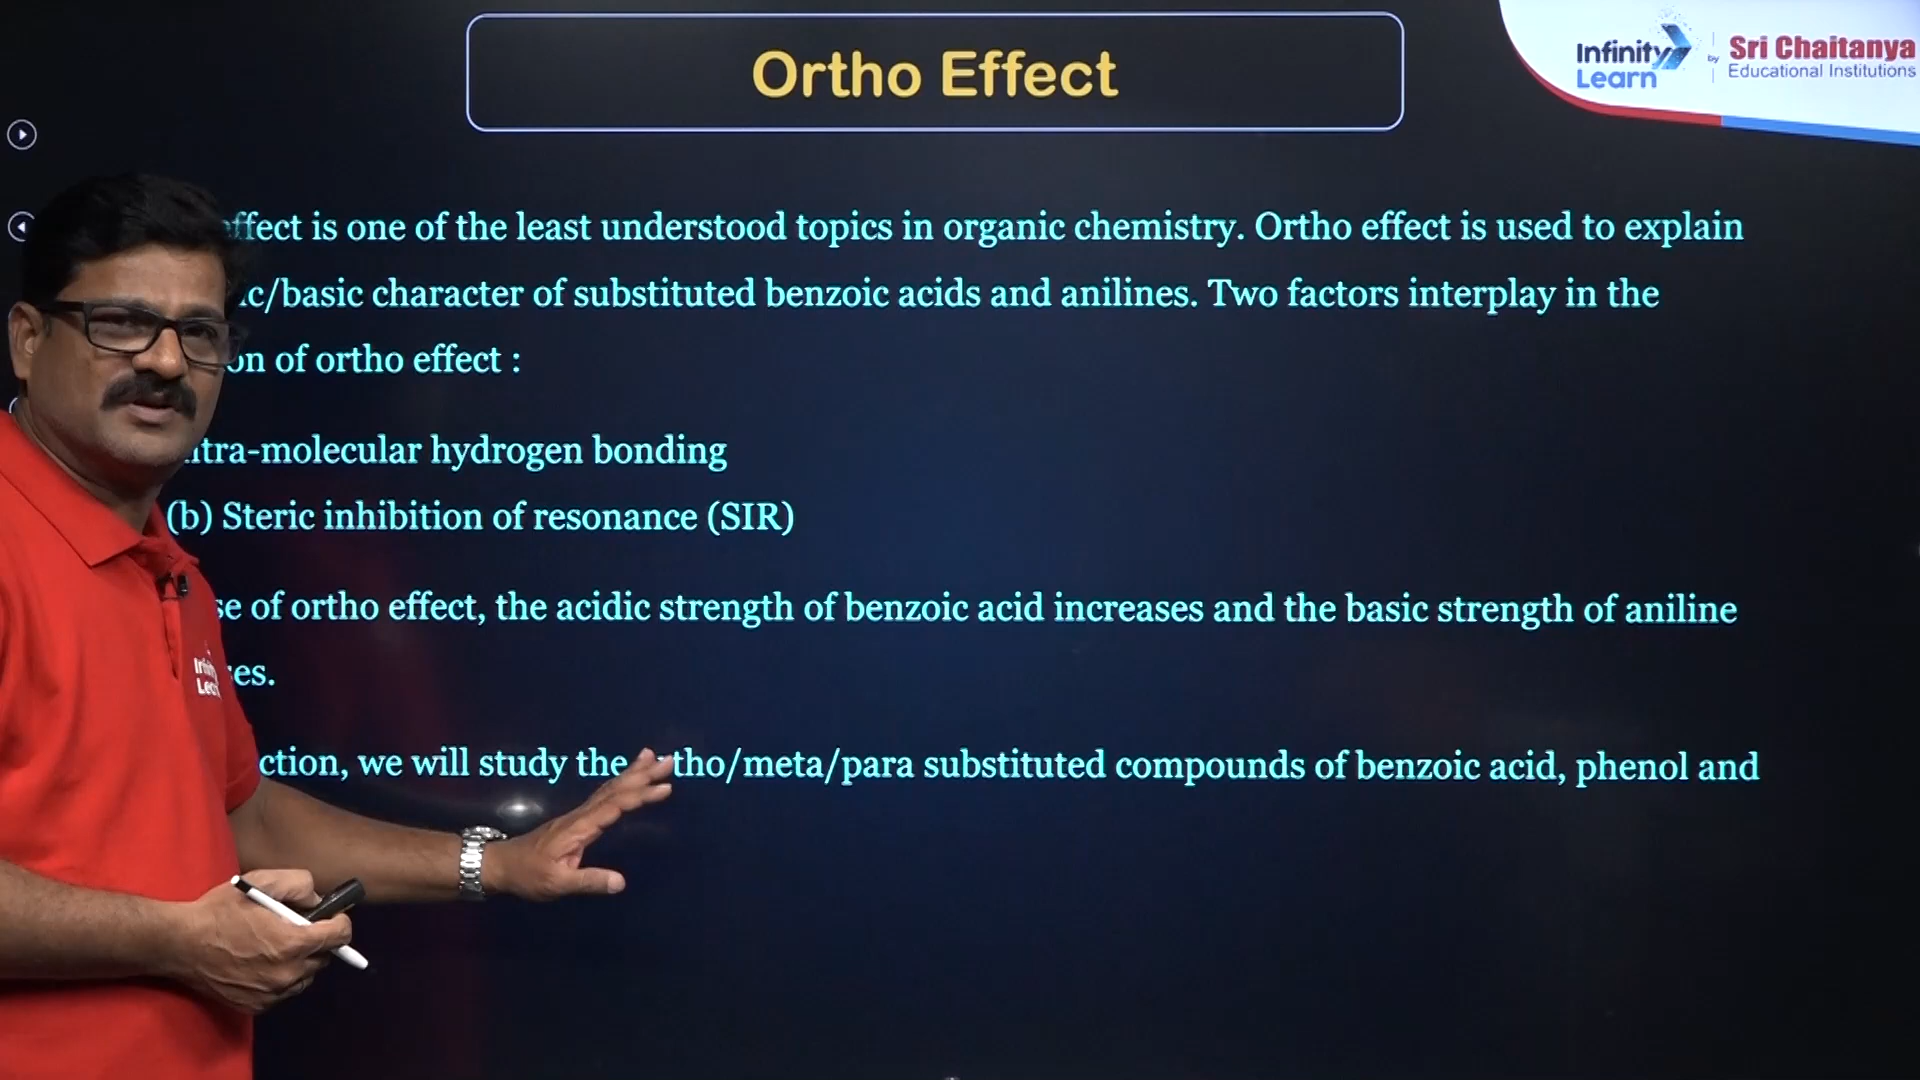 Ortho Effect
Infinity Learn by Sri Chaitanya Educational Institutions
effect is one of the least understood topics in organic chemistry. Ortho effect is used to explain
ic/basic character of substituted benzoic acids and anilines. Two factors interplay in the
on of ortho effect :
ntra-molecular hydrogen bonding
(b) Steric inhibition of resonance (SIR)
se of ortho effect, the acidic strength of benzoic acid increases and the basic strength of aniline
es.
ction, we will study the ortho/meta/para substituted compounds of benzoic acid, phenol and